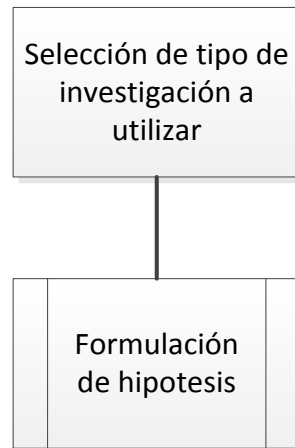 Selección de tipo de
investigación a
utilizar
Formulación
de hipotesis